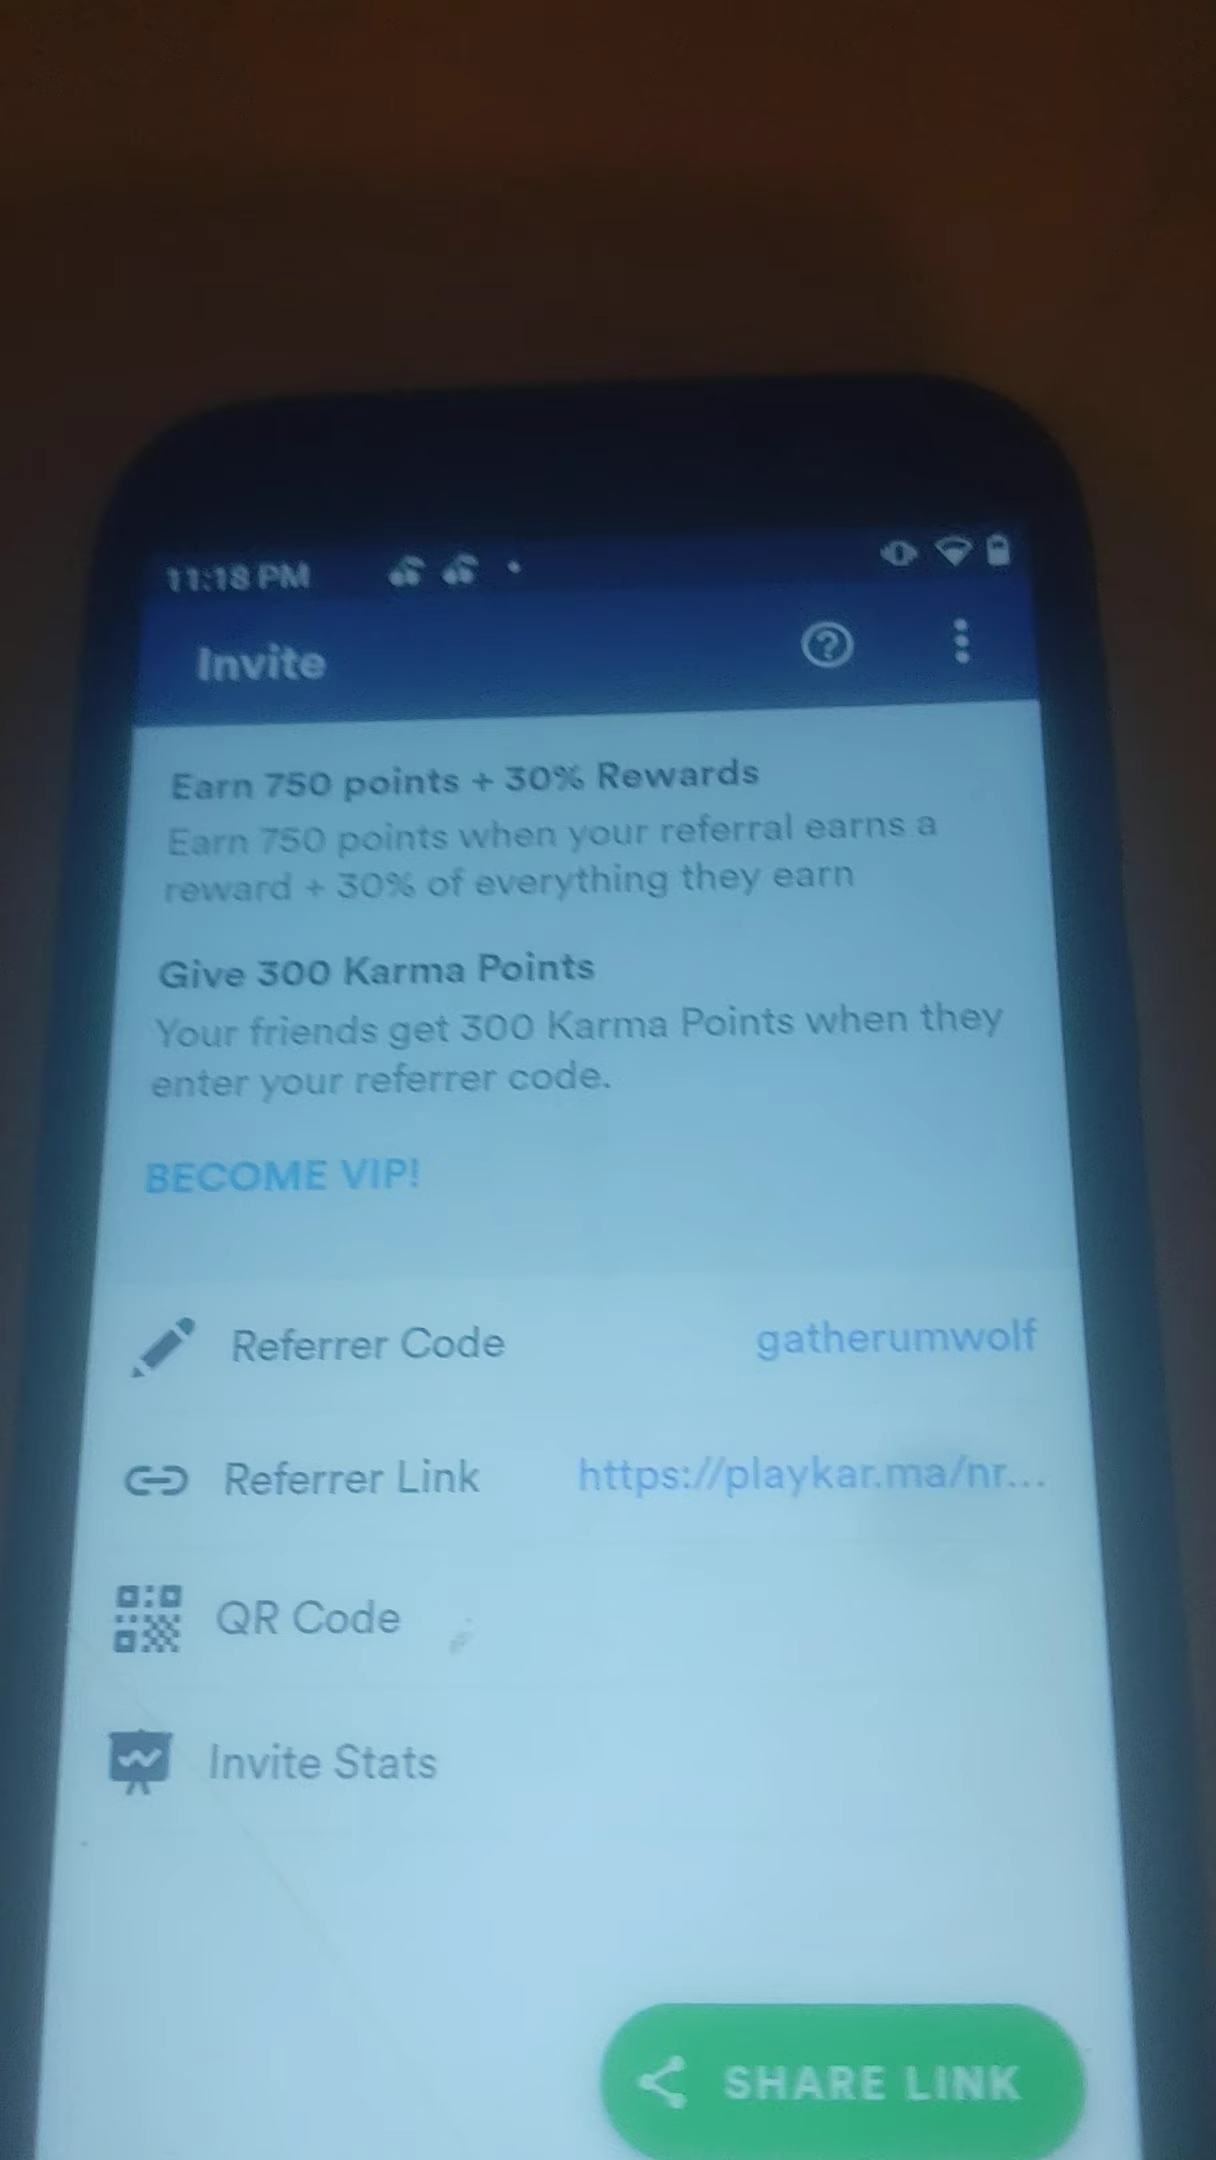 11:18 PM
Invite
Earn 750 points + 30% Rewards
Earn 750 points when your referral earns a
reward + 30% of everything they earn
Give 300 Karma Points
Your friends get 300 Karma Points when they
enter your referrer code.
BECOME VIP!
Referrer Code gatherumwolf
Referrer Link https://playkar.ma/nr...
QR Code
Invite Stats
SHARE LINK